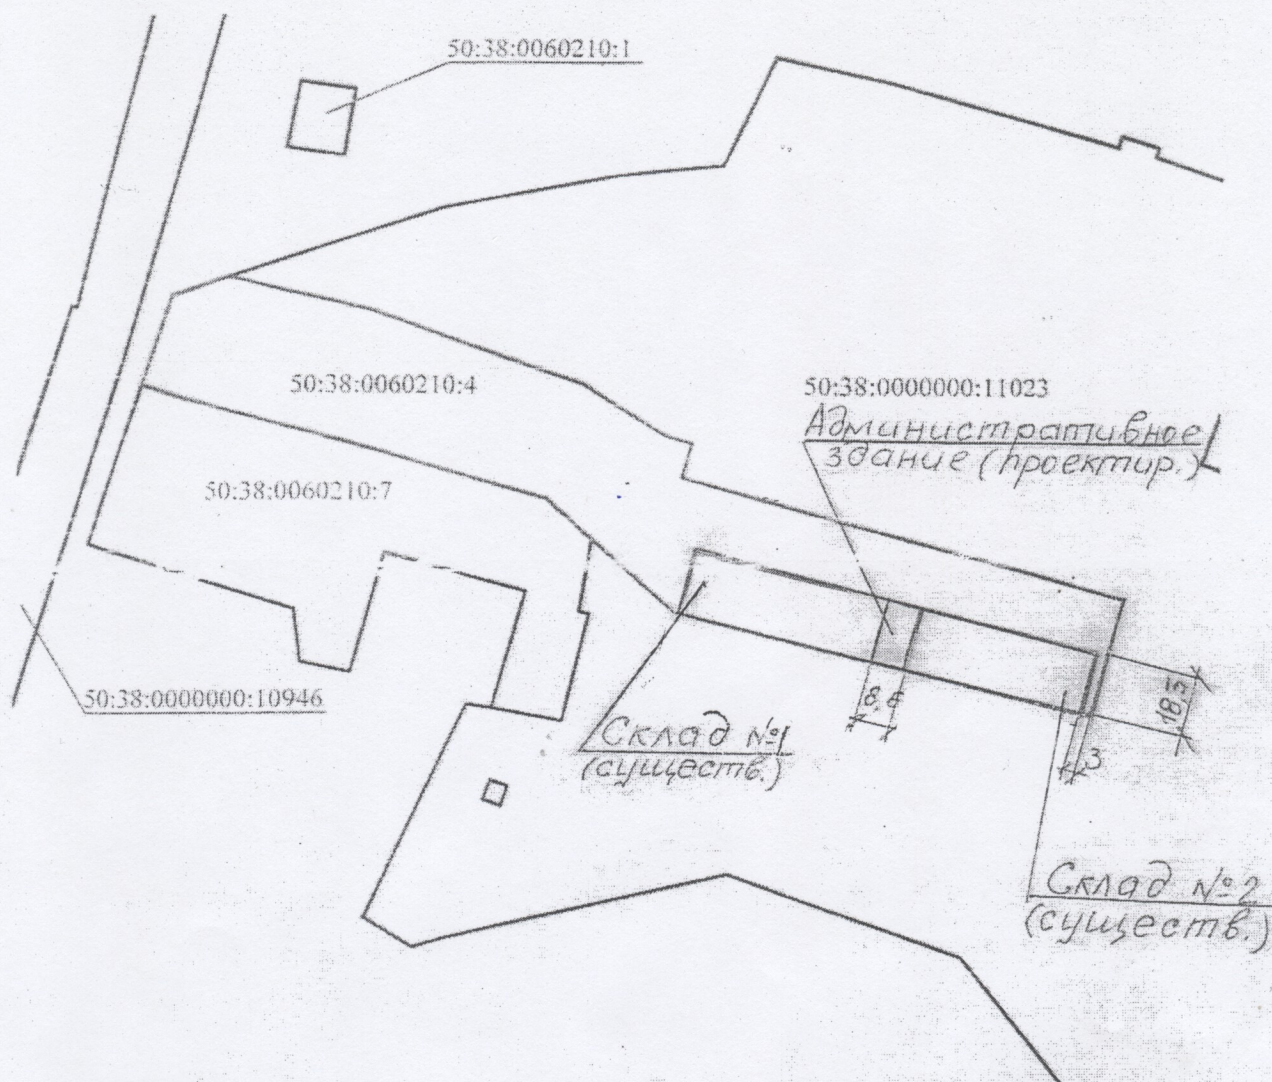 50:38:0060210:1
50:38:0060210:4
50:38:0000000:11023
Административное
здание (проектир.)
50:38:0060210:7
50:38:0000000:10946
8,6
18,5
3
Склад №1
(существ.)
Склад №2
(существ.)